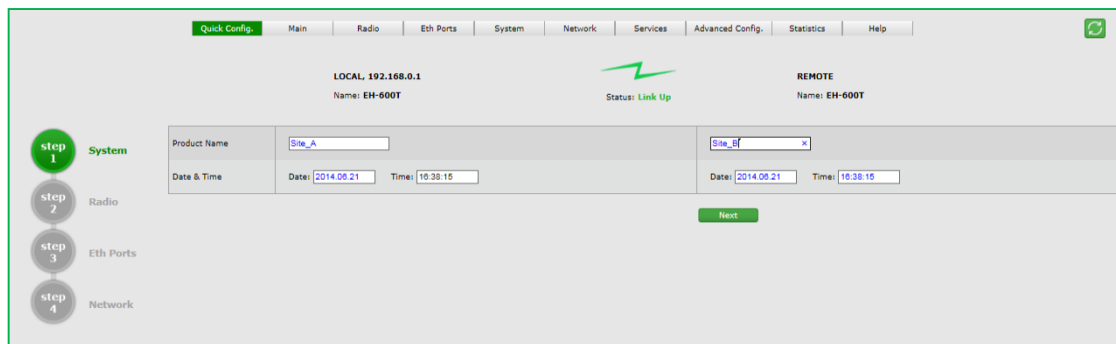 Quick Config. Main Radio Eth Ports System Network Services Advanced Config. Statistics Help
LOCAL, 192.168.0.1
Name: EH-600T
Status: Link Up
REMOTE
Name: EH-600T
step 1 System
Product Name Site_A Site_B ×
Date & Time Date: 2014.06.21 Time: 16:38:15 Date: 2014.06.21 Time: 16:38:15
step 2 Radio
Next
step 3 Eth Ports
step 4 Network